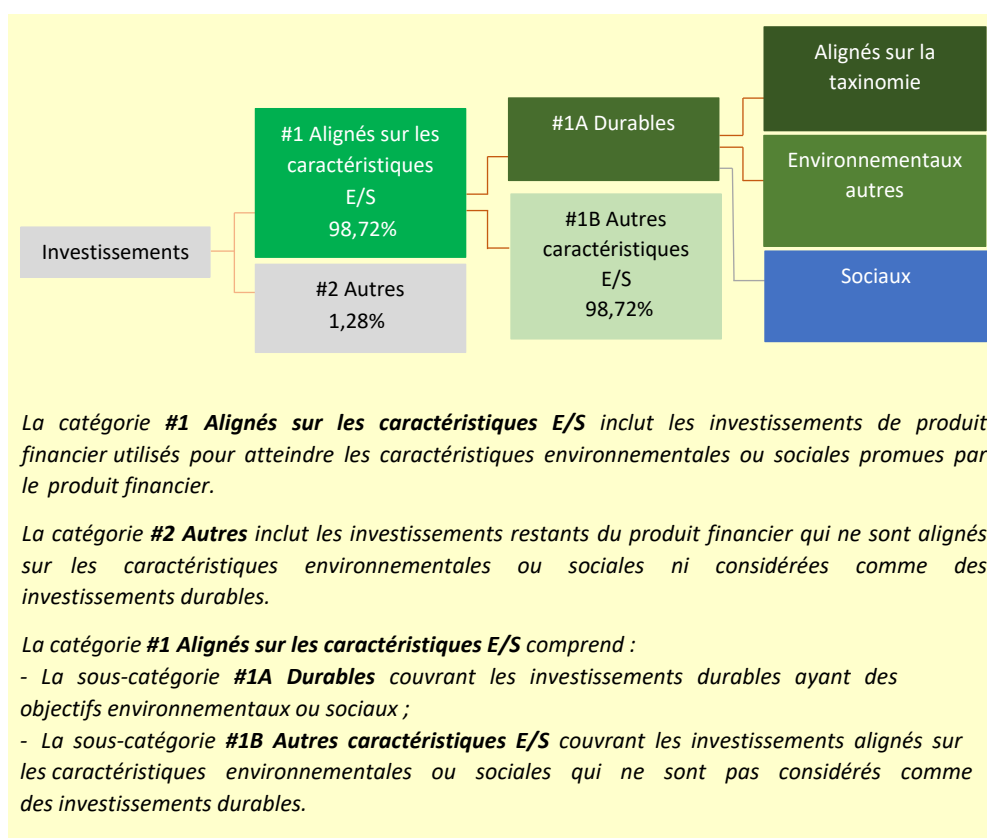 Investissements
#1 Alignés sur les
caractéristiques
E/S
98,72%
#2 Autres
1,28%
#1A Durables
#1B Autres
caractéristiques
E/S
98,72%
Alignés sur la
taxinomie
Environnementaux
autres
Sociaux
La catégorie #1 Alignés sur les caractéristiques E/S inclut les investissements de produit
financier utilisés pour atteindre les caractéristiques environnementales ou sociales promues par
le produit financier.
La catégorie #2 Autres inclut les investissements restants du produit financier qui ne sont alignés
sur les caractéristiques environnementales ou sociales ni considérées comme des
investissements durables.
La catégorie #1 Alignés sur les caractéristiques E/S comprend :
- La sous-catégorie #1A Durables couvrant les investissements durables ayant des
objectifs environnementaux ou sociaux ;
- La sous-catégorie #1B Autres caractéristiques E/S couvrant les investissements alignés sur
les caractéristiques environnementales ou sociales qui ne sont pas considérés comme
des investissements durables.